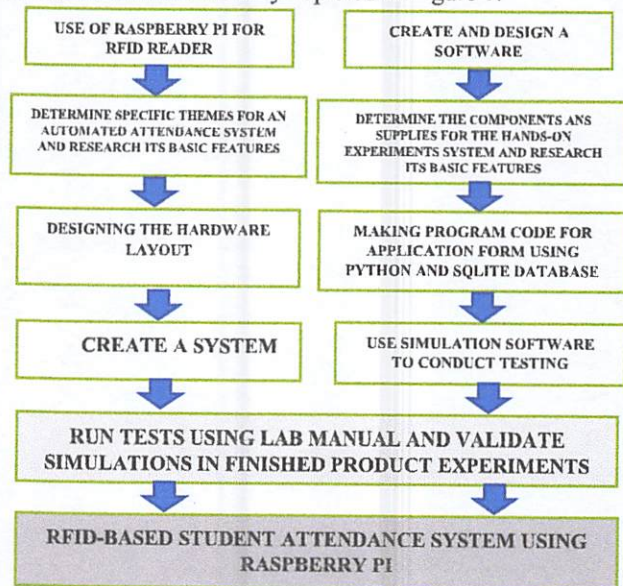 USE OF RASPBERRY PI FOR
RFID READER
CREATE AND DESIGN A
SOFTWARE
DETERMINE SPECIFIC THEMES FOR AN
AUTOMATED ATTENDANCE SYSTEM
AND RESEARCH ITS BASIC FEATURES
DETERMINE THE COMPONENTS ANS
SUPPLIES FOR THE HANDS-ON
EXPERIMENTS SYSTEM AND RESEARCH
ITS BASIC FEATURES
DESIGNING THE HARDWARE
LAYOUT
MAKING PROGRAM CODE FOR
APPLICATION FORM USING
PYTHON AND SQLITE DATABASE
CREATE A SYSTEM
USE SIMULATION SOFTWARE
TO CONDUCT TESTING
RUN TESTS USING LAB MANUAL AND VALIDATE
SIMULATIONS IN FINISHED PRODUCT EXPERIMENTS
RFID-BASED STUDENT ATTENDANCE SYSTEM USING
RASPBERRY PI